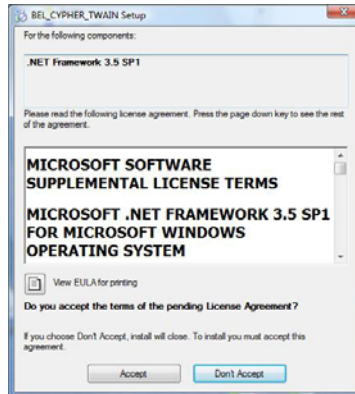 BEL_CYPHER_TWAIN Setup
For the following components:
.NET Framework 3.5 SP1
Please read the following license agreement. Press the page down key to see the rest
of the agreement.
MICROSOFT SOFTWARE
SUPPLEMENTAL LICENSE TERMS
MICROSOFT .NET FRAMEWORK 3.5 SP1
FOR MICROSOFT WINDOWS
OPERATING SYSTEM
View EULA for printing
Do you accept the terms of the pending License Agreement?
If you choose Don't Accept, install will close. To install you must accept this
agreement.
Accept
Don't Accept